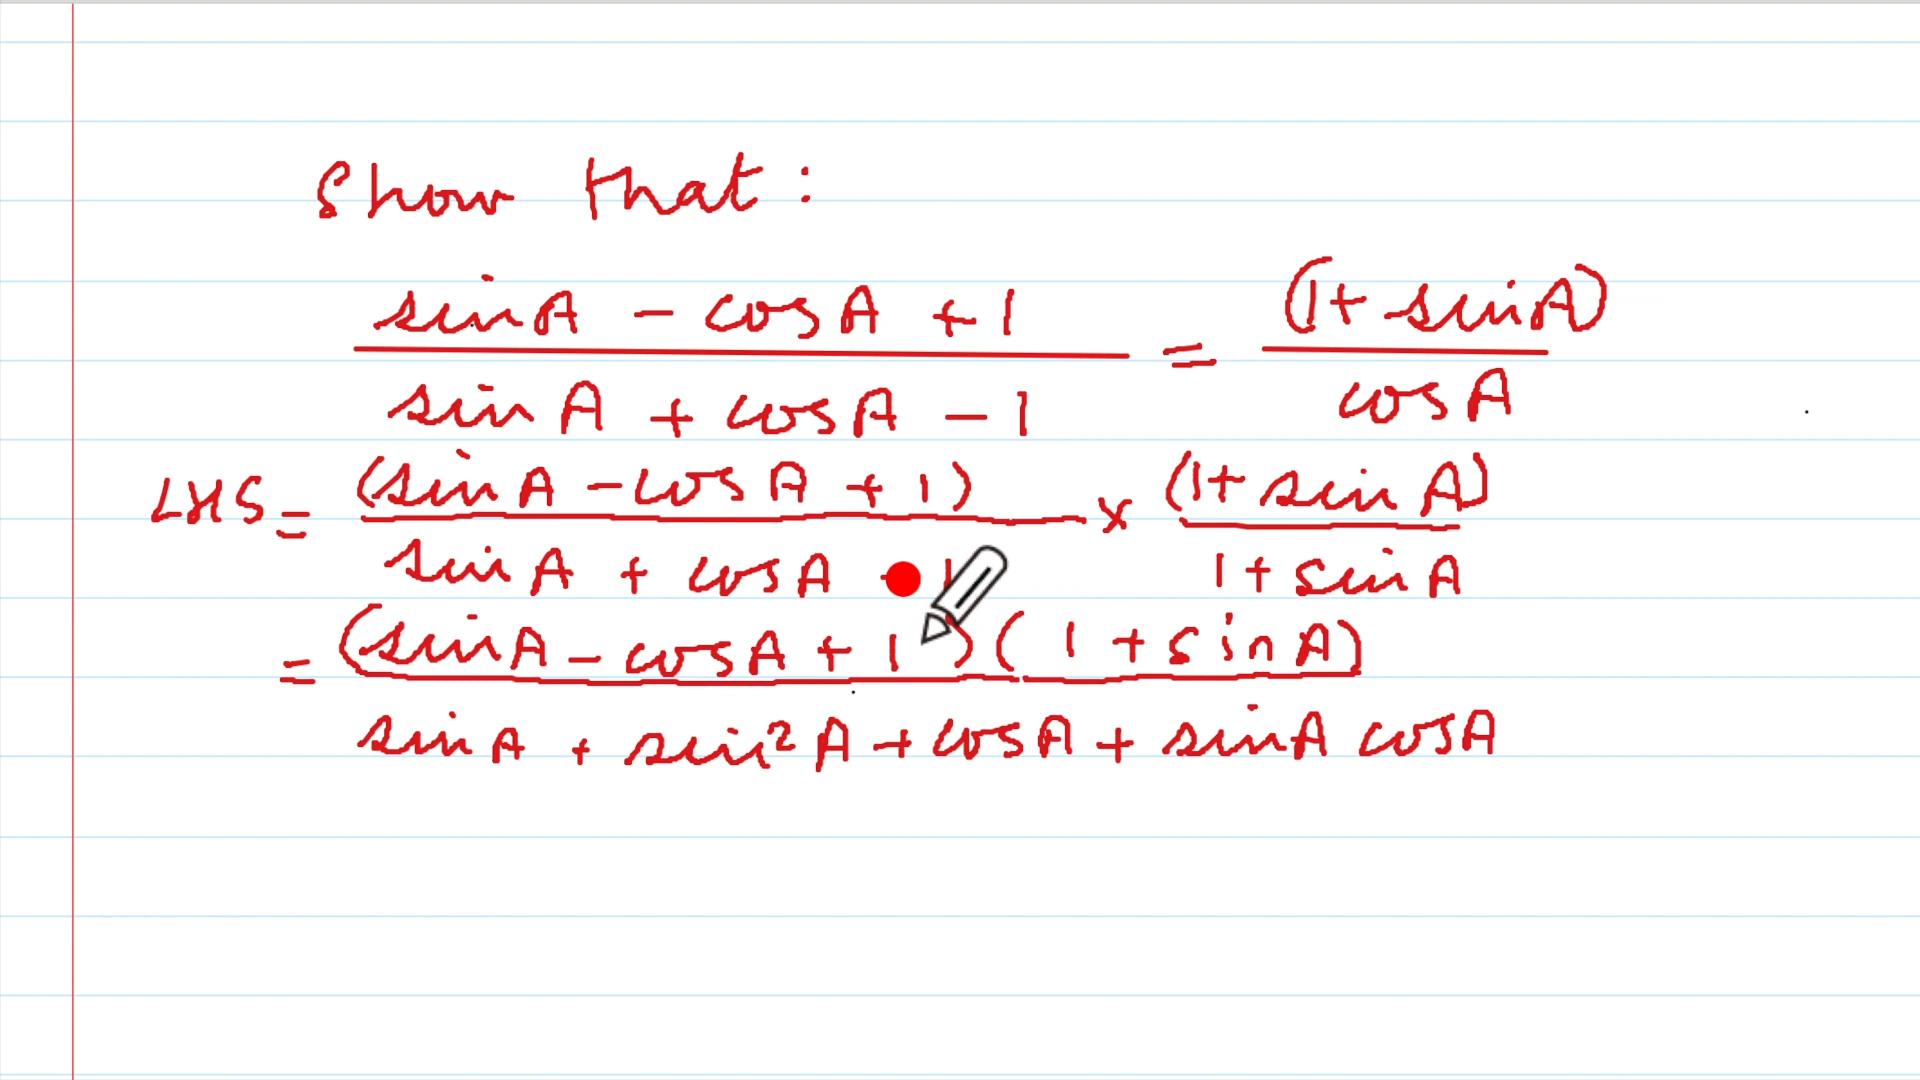 Show that :
sinA - cosA + 1 = (1 + sinA)
sinA + cosA - 1 cosA
LHS = (sinA - cosA + 1) × (1 + sinA)
sinA + cosA 1 1 + sinA
= (sinA - cosA + 1) (1 + sinA)
sinA + sin²A + cosA + sinA cosA